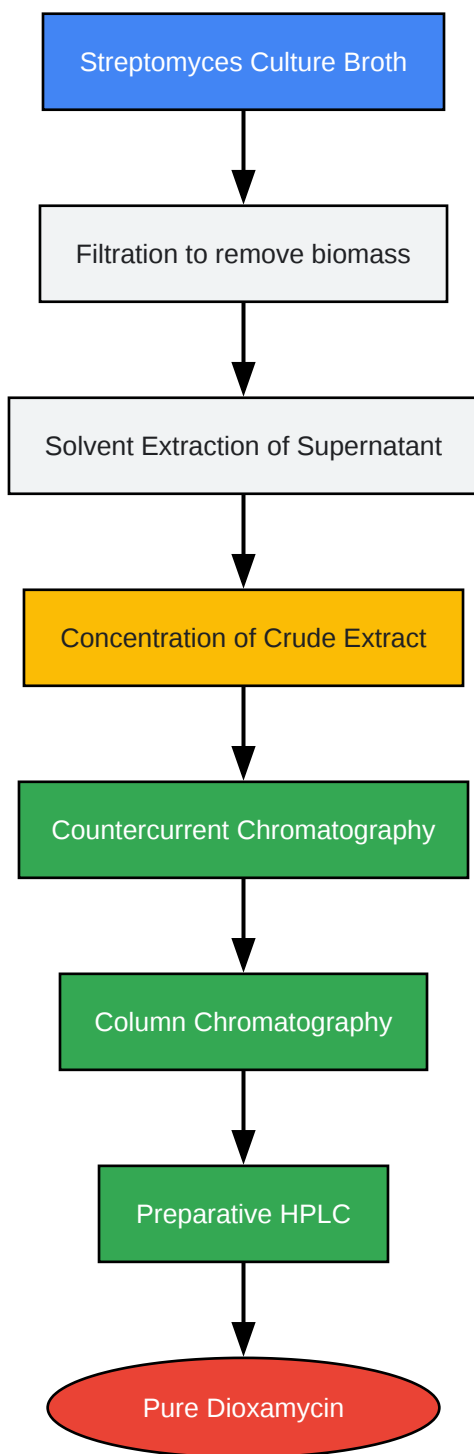 Streptomyces Culture Broth
Filtration to remove biomass
Solvent Extraction of Supernatant
Concentration of Crude Extract
Countercurrent Chromatography
Column Chromatography
Preparative HPLC
Pure Dioxamycin